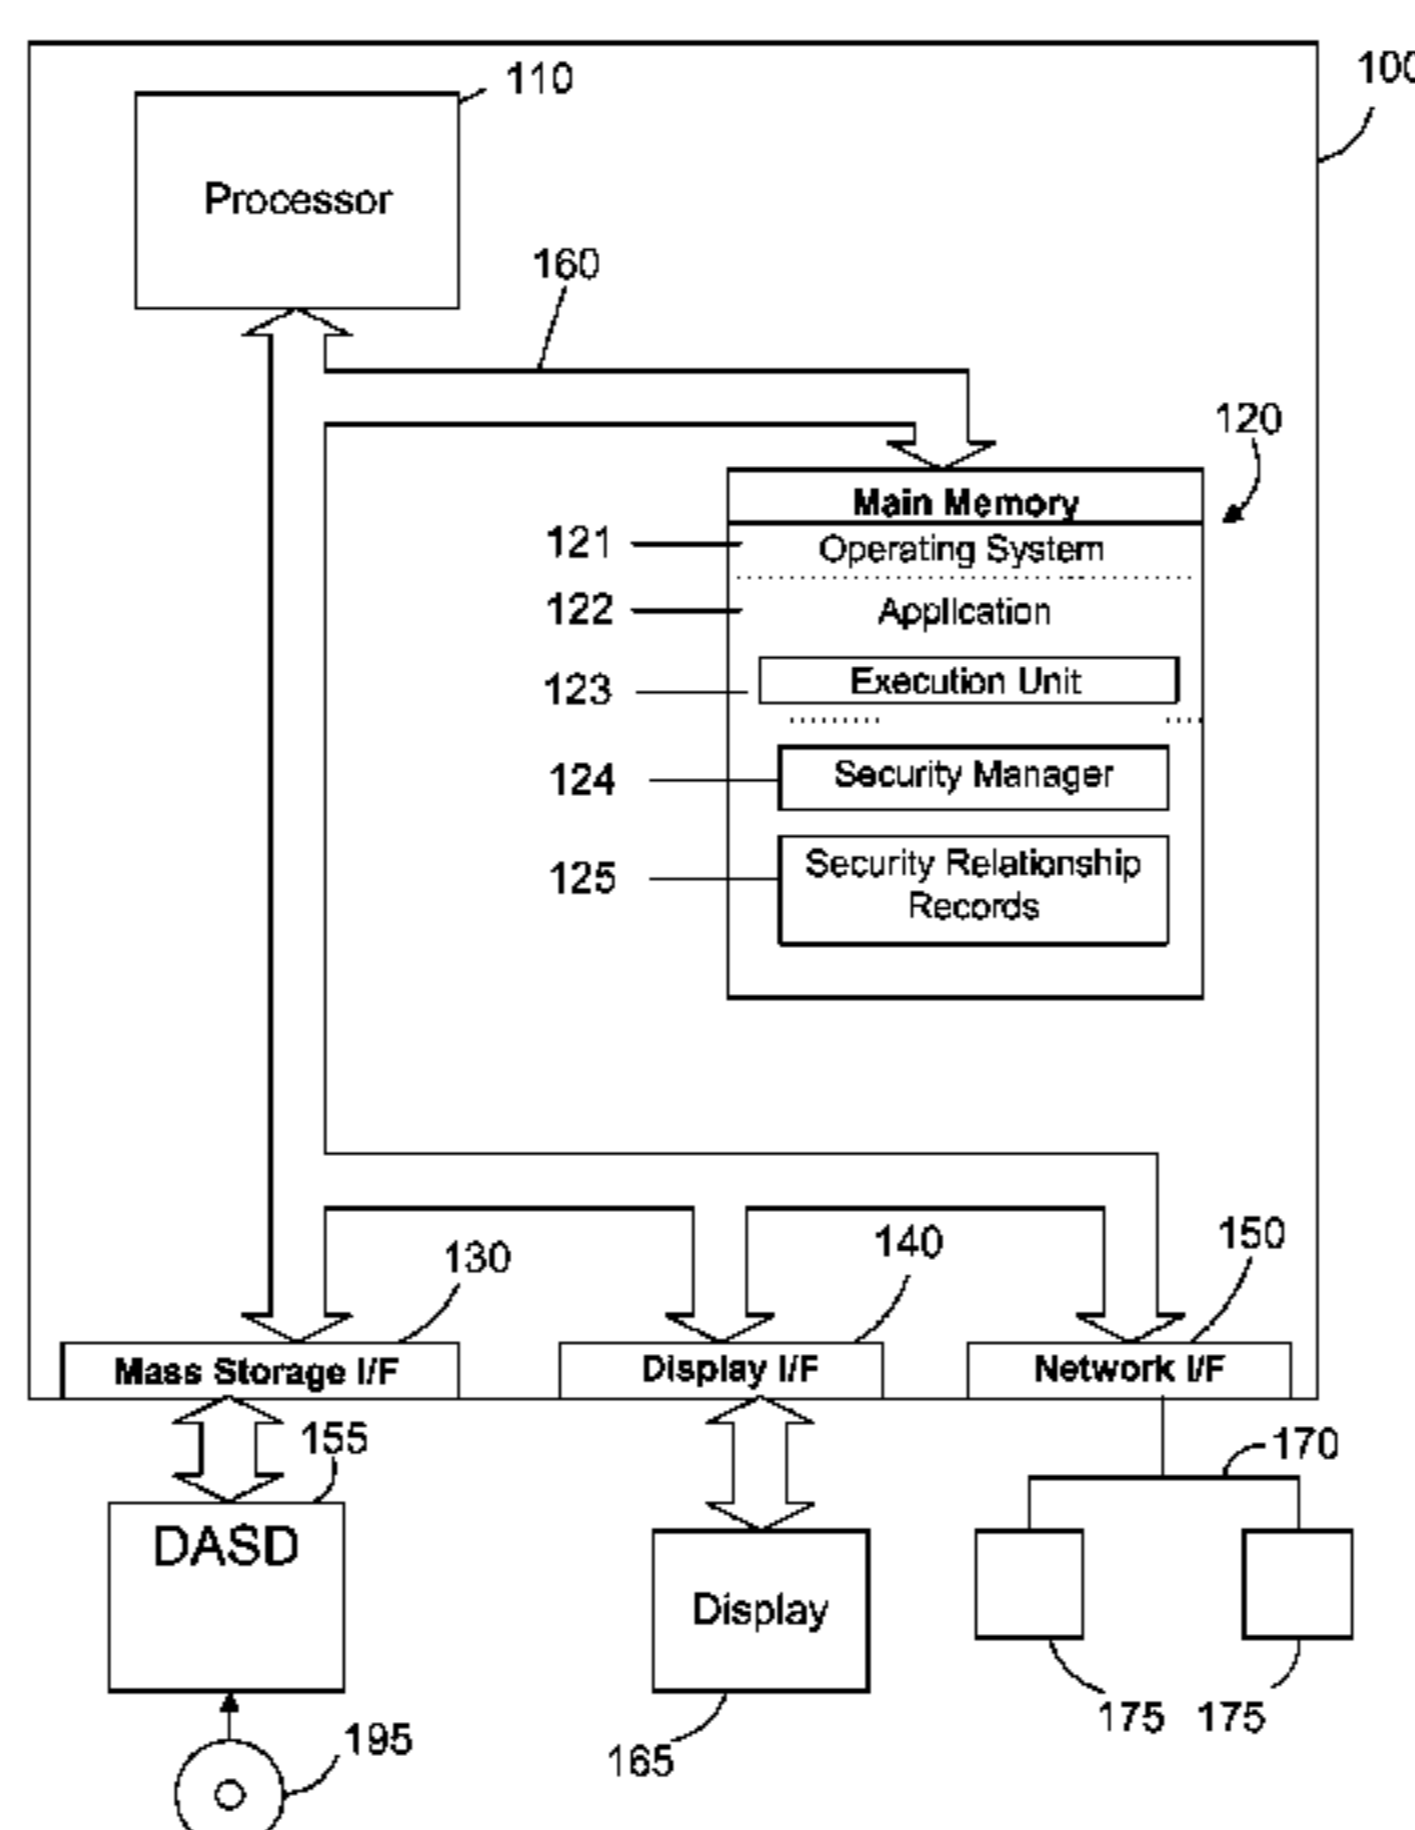 110
100
Processor
160
120
Main Memory
121
Operating System
122
Application
123
Execution Unit
124
Security Manager
125
Security Relationship
Records
130
140
150
Mass Storage I/F
Display I/F
Network I/F
155
170
DASD
Display
175
175
195
165